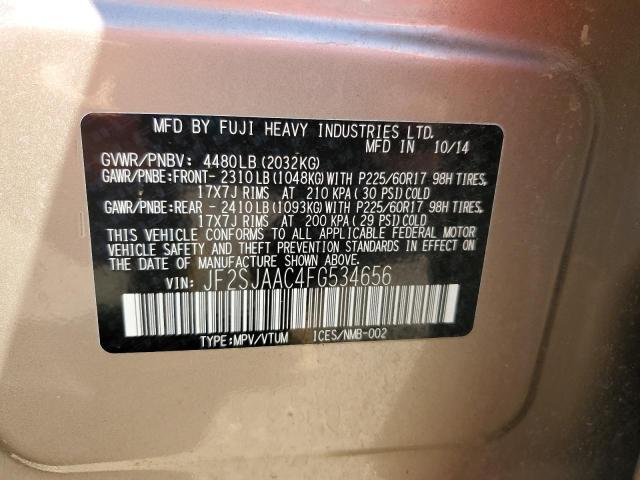 MFD BY FUJI HEAVY INDUSTRIES LTD.
MFD IN 10/14
GVWR/PNBV: 4480LB(2032KG)
GAWR/PNBE:FRONT- 2310LB(1048KG) WITH P225/60R17 98H TIRES,
17X7J RIMS AT 210 KPA(30 PSI)COLD
GAWR/PNBE:REAR - 2410LB(1093KG)WITH P225/60R17 98H TIRES,
17X7J RIMS AT 200 KPA(29 PSI)COLD
THIS VEHICLE CONFORMS TO ALL APPLICABLE FEDERAL MOTOR
VEHICLE SAFETY AND THEFT PREVENTION STANDARDS IN EFFECT ON
THE DATE OF MANUFACTURE SHOWN ABOVE.
VIN: JF2SJAAC4FG534656
TYPE:MPV/VTUM ICES/NMB-002